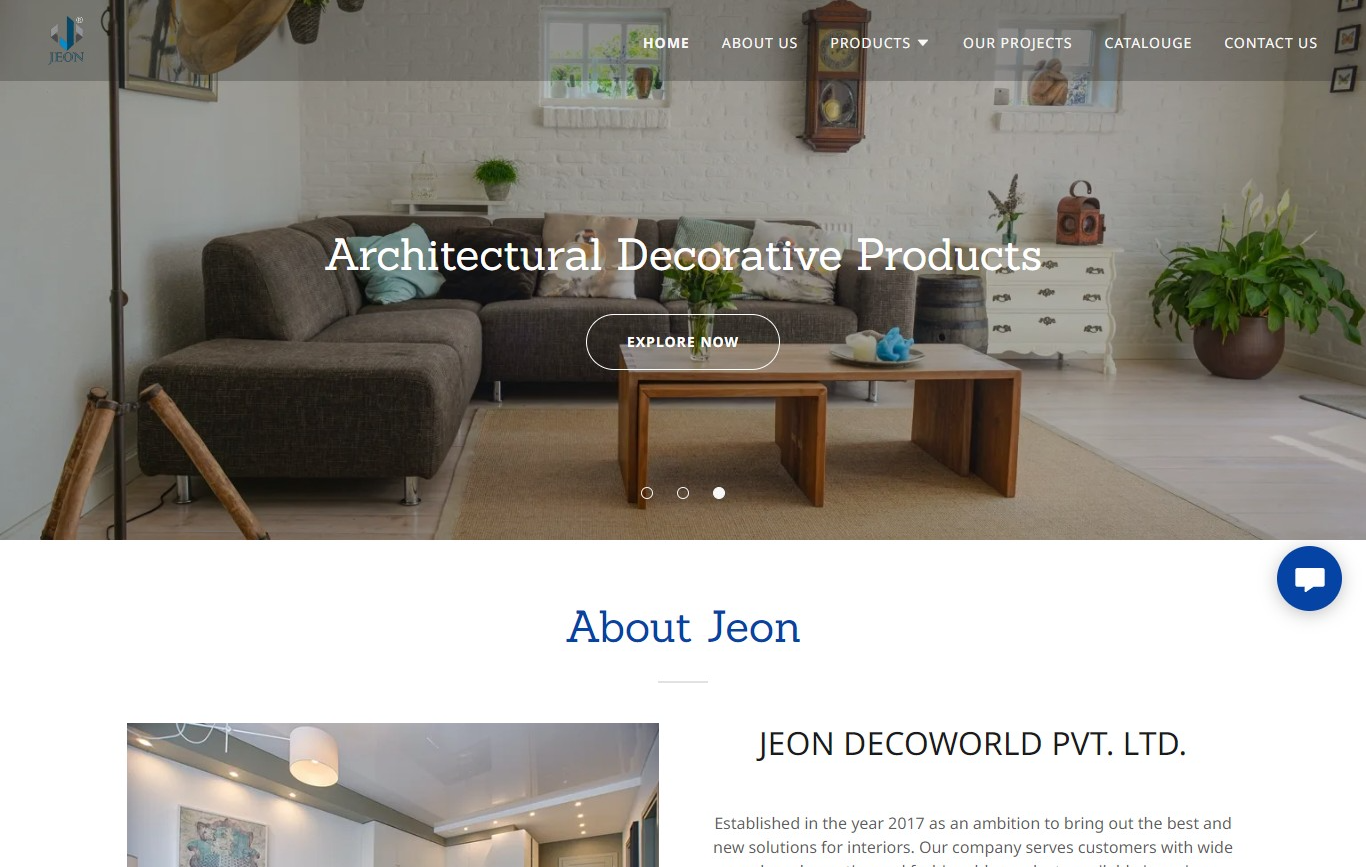 JEON
HOME ABOUT US PRODUCTS OUR PROJECTS CATALOUGE CONTACT US
Architectural Decorative Products
EXPLORE NOW
About Jeon
JEON DECOWORLD PVT. LTD.
Established in the year 2017 as an ambition to bring out the best and
new solutions for interiors. Our company serves customers with wide